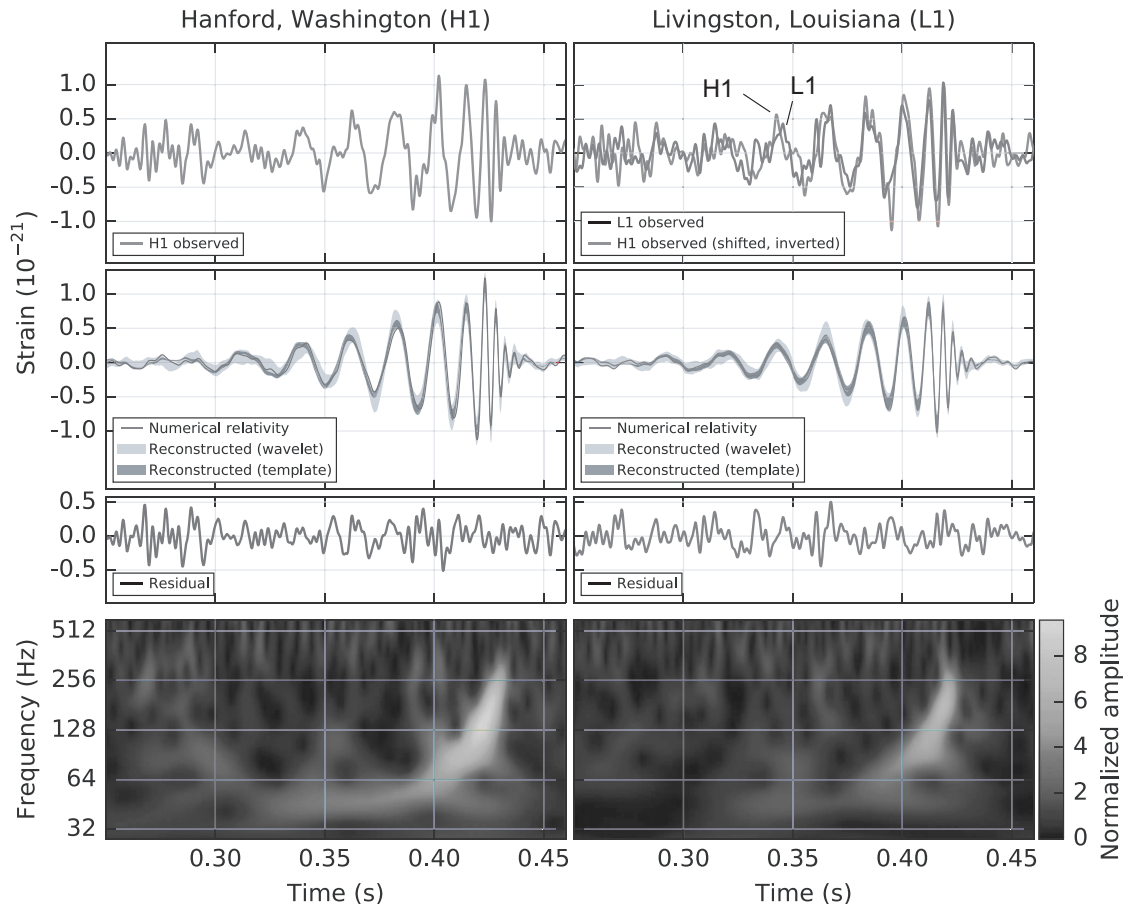 Hanford, Washington (H1)
Livingston, Louisiana (L1)
Strain (10⁻²¹)
1.0
0.5
0.0
-0.5
-1.0
H1 observed
H1
L1
L1 observed
H1 observed (shifted, inverted)
1.0
0.5
0.0
-0.5
-1.0
Numerical relativity
Reconstructed (wavelet)
Reconstructed (template)
Numerical relativity
Reconstructed (wavelet)
Reconstructed (template)
0.5
0.0
-0.5
Residual
Residual
Frequency (Hz)
512
256
128
64
32
0.30 0.35 0.40 0.45
Time (s)
0.30 0.35 0.40 0.45
Time (s)
8
6
4
2
0
Normalized amplitude